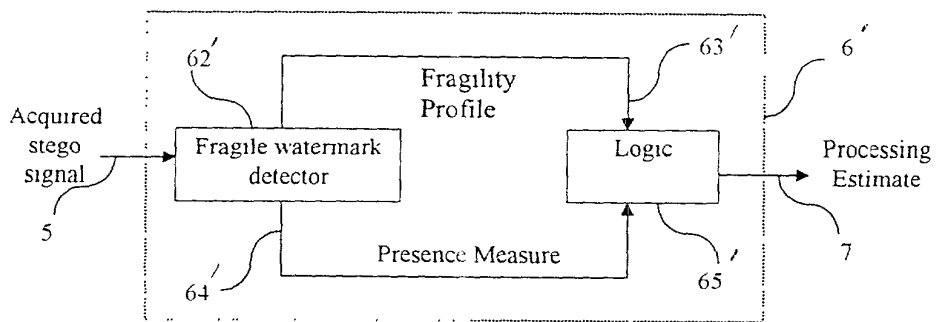 62'
63'
6'
Fragility
Profile
Acquired
stego
signal
Fragile watermark
detector
Logic
Processing
Estimate
5
Presence Measure
7
64'
65'